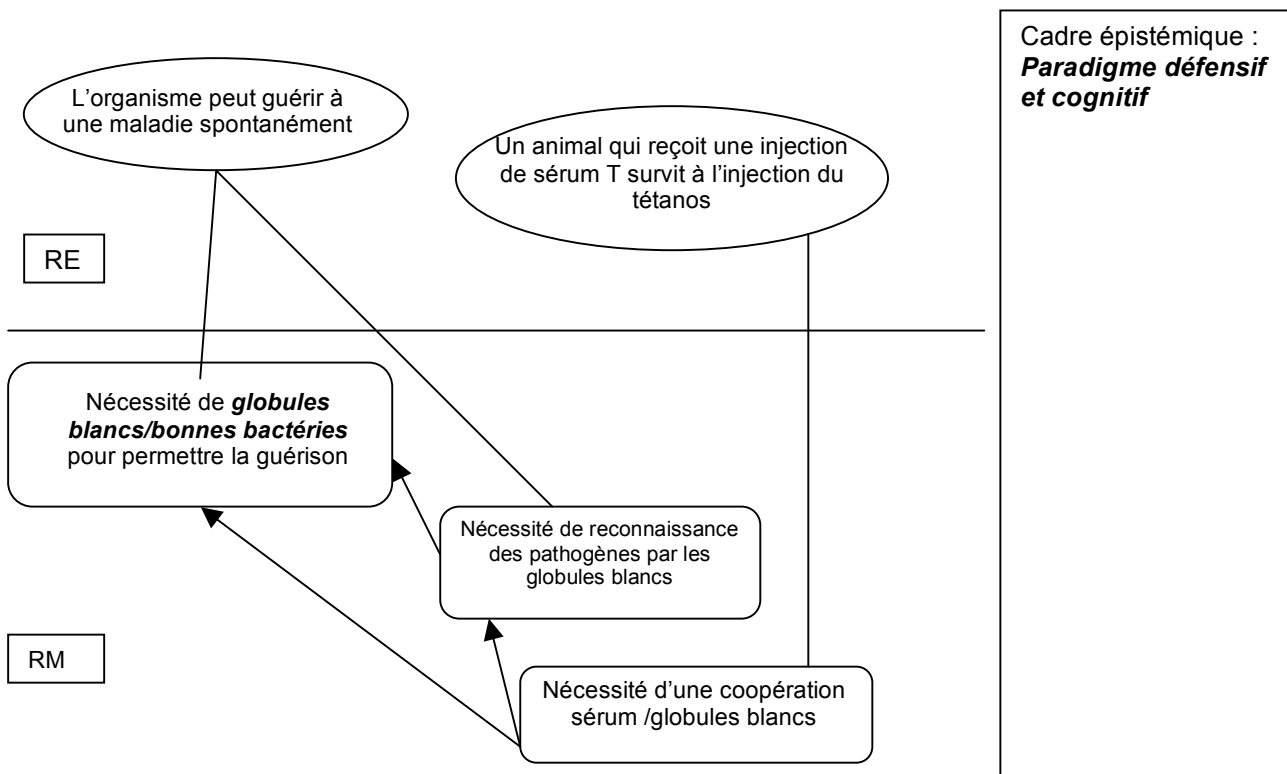 L'organisme peut guérir à
une maladie spontanément
Un animal qui reçoit une injection
de sérum T survit à l'injection du
tétanos
RE
Nécessité de globules
blancs/bonnes bactéries
pour permettre la guérison
Nécessité de reconnaissance
des pathogènes par les
globules blancs
RM
Nécessité d'une coopération
sérum /globules blancs
Cadre épistémique :
Paradigme défensif
et cognitif